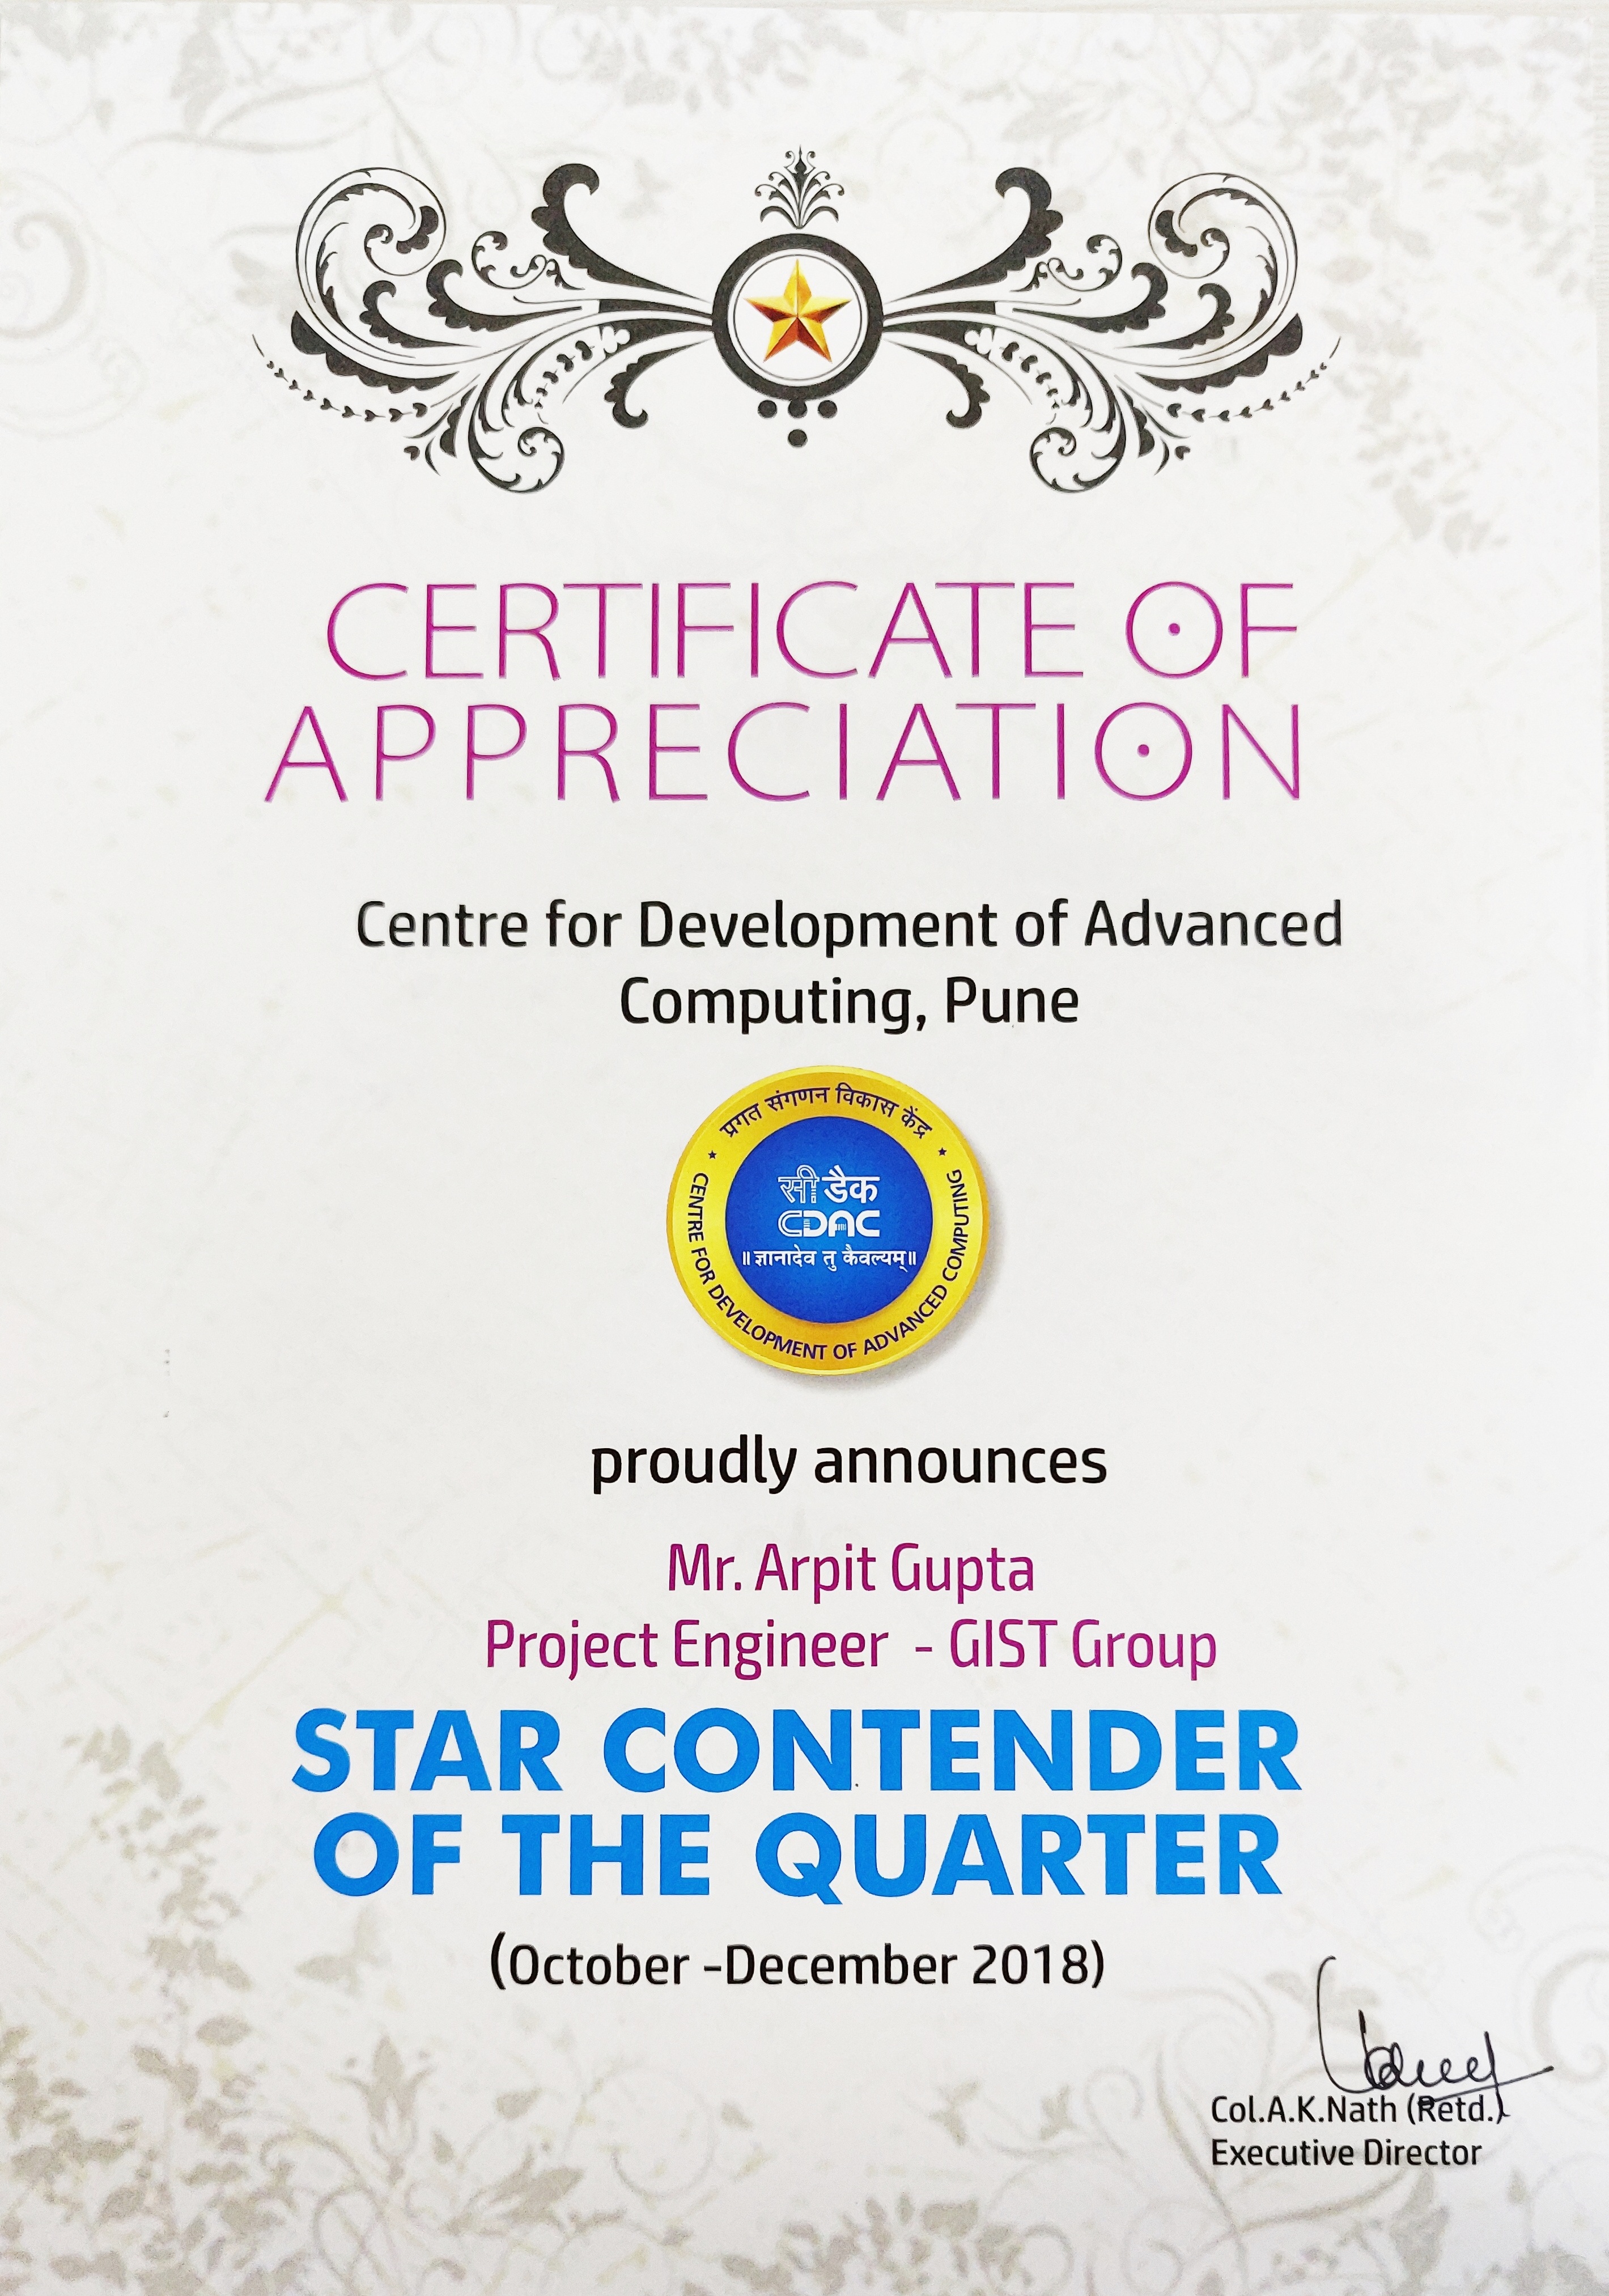 CERTIFICATE OF
APPRECIATION
Centre for Development of Advanced
Computing, Pune
प्रगत संगणन विकास केंद्र
सी डैक
CDAC
॥ ज्ञानादेव तु कैवल्यम् ॥
CENTRE FOR DEVELOPMENT OF ADVANCED COMPUTING
proudly announces
Mr. Arpit Gupta
Project Engineer - GIST Group
STAR CONTENDER
OF THE QUARTER
(October -December 2018)
Col.A.K.Nath (Retd.)
Executive Director